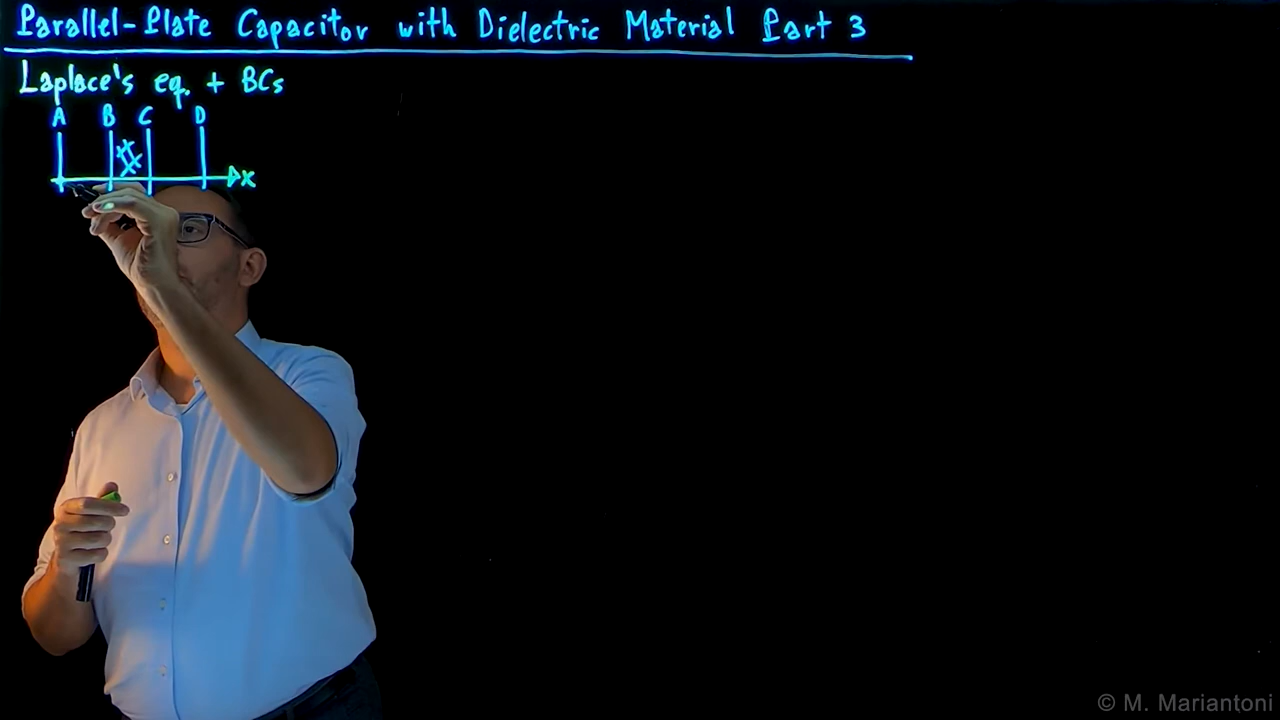 Parallel-Plate Capacitor with Dielectric Material Part 3
Laplace's eq. + BCs
A B C D
x
© M. Mariantoni